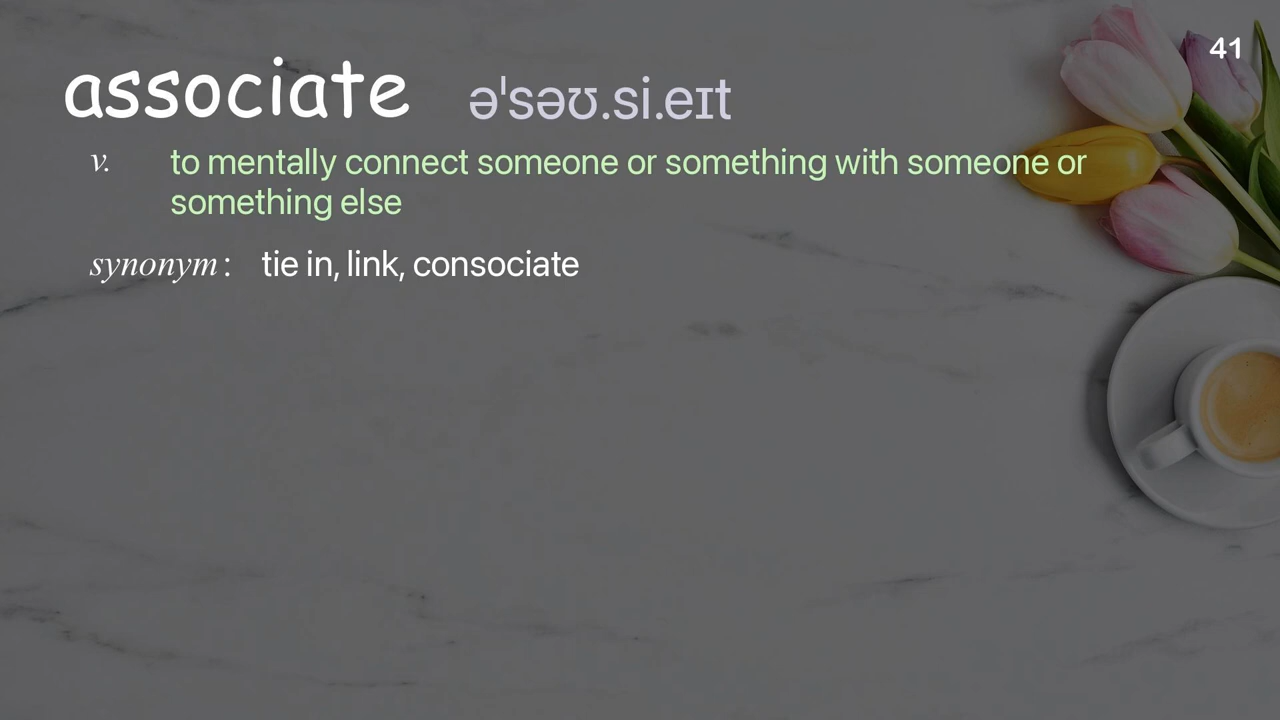 41
associate əˈsəʊ.si.eɪt
v. to mentally connect someone or something with someone or
something else
synonym : tie in, link, consociate